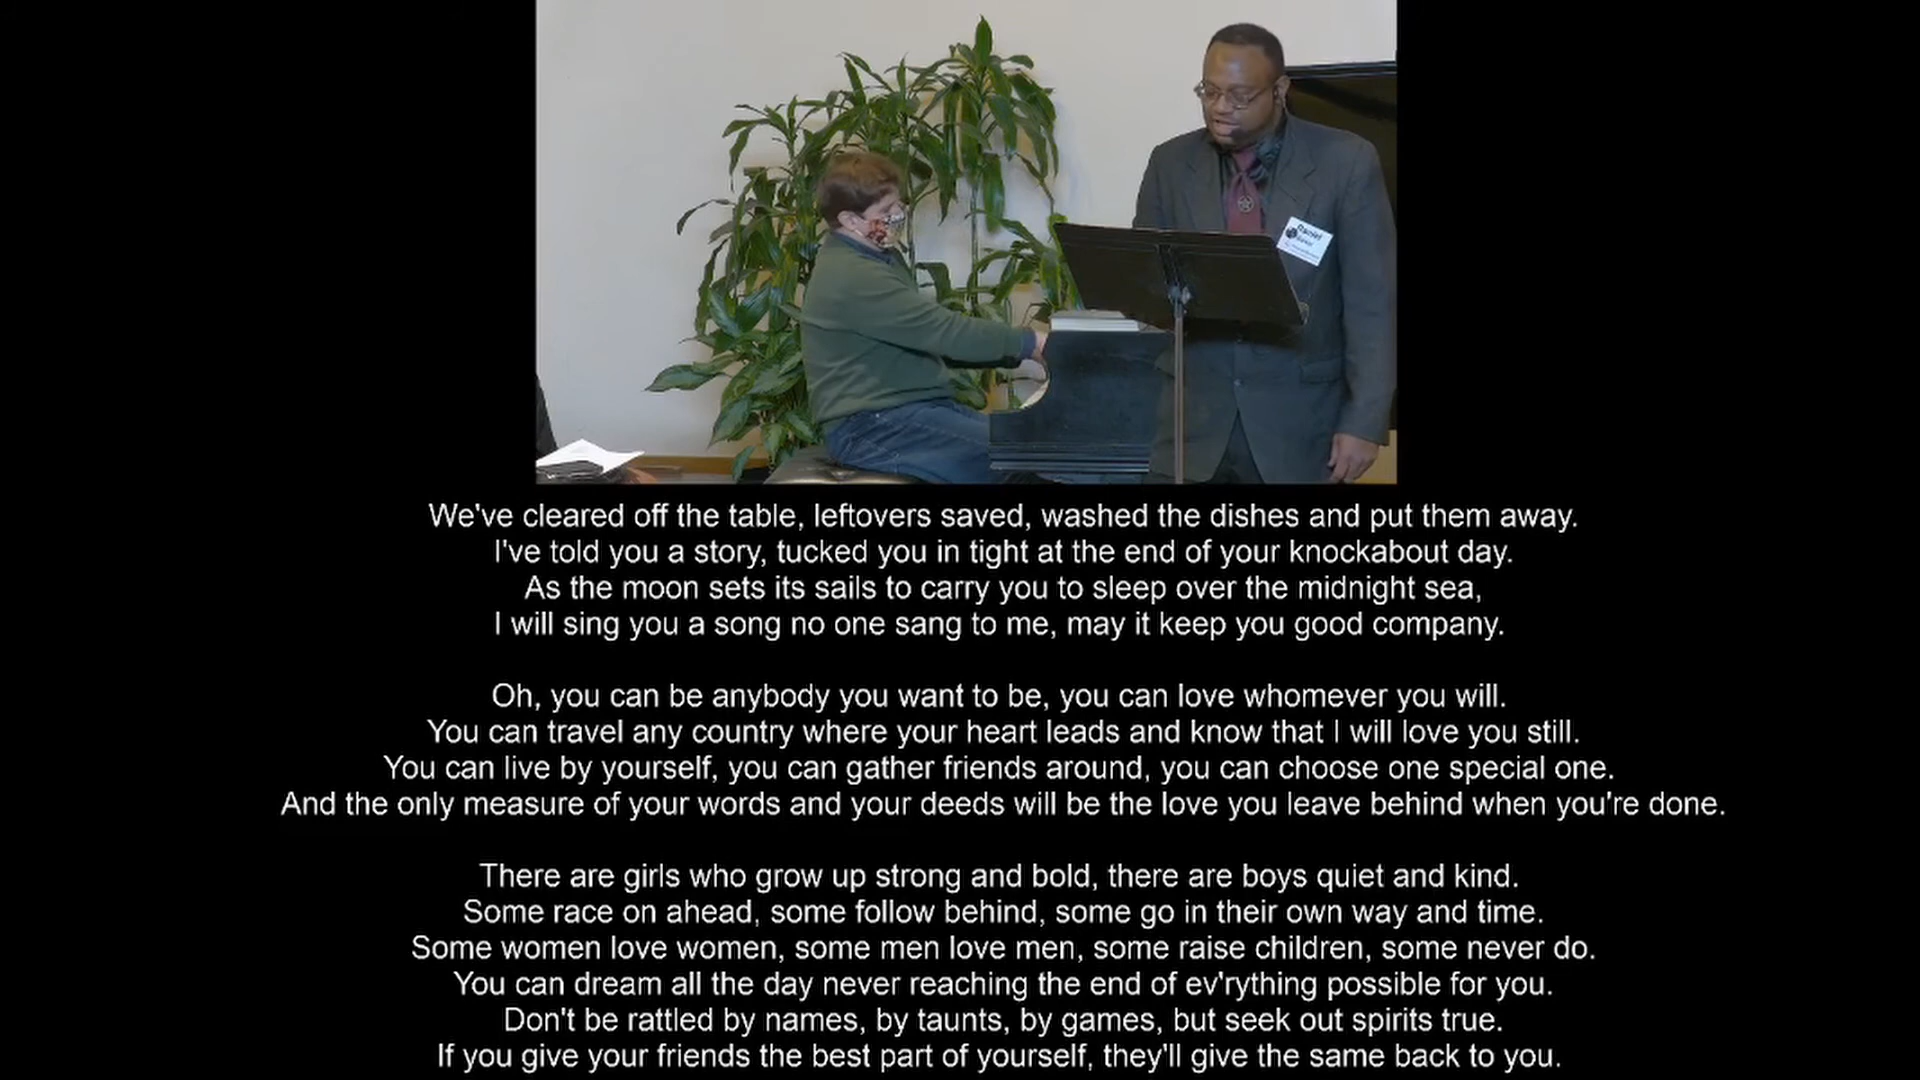 Daniel
We've cleared off the table, leftovers saved, washed the dishes and put them away.
I've told you a story, tucked you in tight at the end of your knockabout day.
As the moon sets its sails to carry you to sleep over the midnight sea,
I will sing you a song no one sang to me, may it keep you good company.
Oh, you can be anybody you want to be, you can love whomever you will.
You can travel any country where your heart leads and know that I will love you still.
You can live by yourself, you can gather friends around, you can choose one special one.
And the only measure of your words and your deeds will be the love you leave behind when you're done.
There are girls who grow up strong and bold, there are boys quiet and kind.
Some race on ahead, some follow behind, some go in their own way and time.
Some women love women, some men love men, some raise children, some never do.
You can dream all the day never reaching the end of ev'rything possible for you.
Don't be rattled by names, by taunts, by games, but seek out spirits true.
If you give your friends the best part of yourself, they'll give the same back to you.